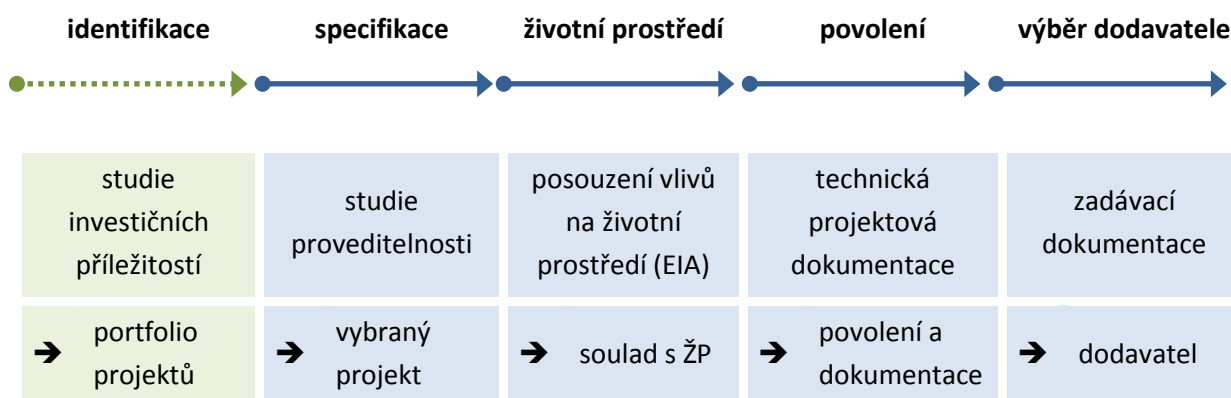 identifikace
specifikace
životní prostředí
povolení
výběr dodavatele
studie
investičních
příležitostí
studie
proveditelnosti
posouzení vlivů
na životní
prostředí (EIA)
technická
projektová
dokumentace
zadávací
dokumentace
➔ portfolio
projektů
➔ vybraný
projekt
➔ soulad s ŽP
➔ povolení a
dokumentace
➔ dodavatel